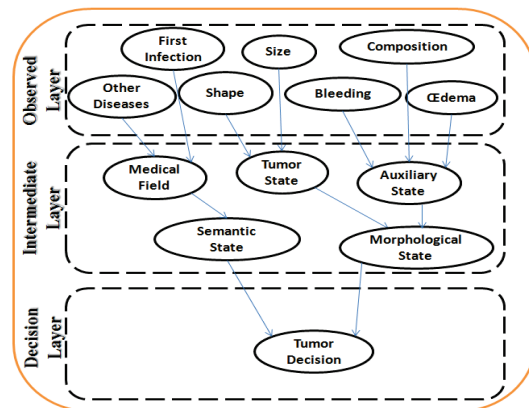 Observed
Layer
First
Infection
Size
Composition
Other
Diseases
Shape
Bleeding
Œdema
Intermediate
Layer
Medical
Field
Tumor
State
Auxiliary
State
Semantic
State
Morphological
State
Decision
Layer
Tumor
Decision